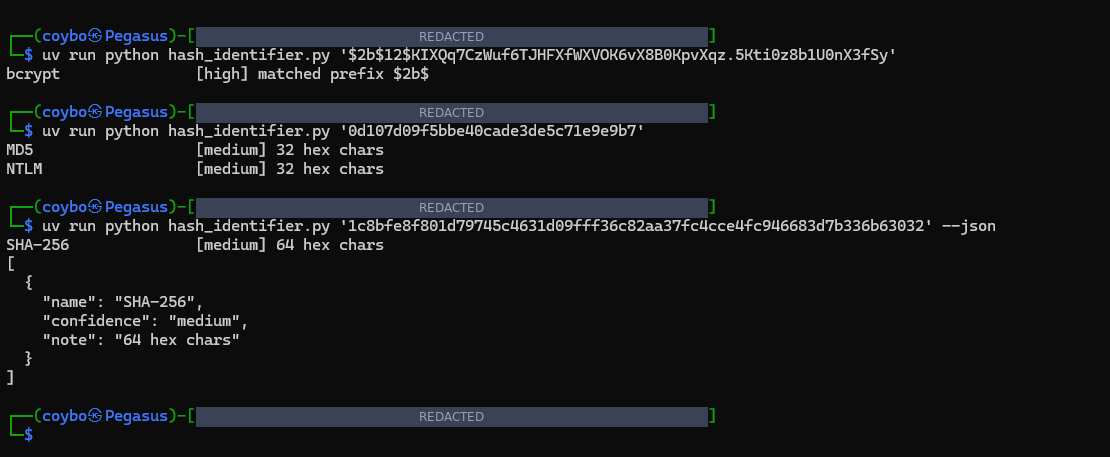 ┌──(coybo㉿Pegasus)-[REDACTED]
└─$ uv run python hash_identifier.py '$2b$12$KIXQq7CzWuf6TJHFXfWXVOK6vX8B0KpvXqz.5Kti0z8b1U0nX3fSy'
bcrypt               [high] matched prefix $2b$
┌──(coybo㉿Pegasus)-[REDACTED]
└─$ uv run python hash_identifier.py '0d107d09f5bbe40cade3de5c71e9e9b7'
MD5                  [medium] 32 hex chars
NTLM                 [medium] 32 hex chars
┌──(coybo㉿Pegasus)-[REDACTED]
└─$ uv run python hash_identifier.py '1c8bfe8f801d79745c4631d09fff36c82aa37fc4cce4fc946683d7b336b63032' --json
SHA-256              [medium] 64 hex chars
[
  {
    "name": "SHA-256",
    "confidence": "medium",
    "note": "64 hex chars"
  }
]
┌──(coybo㉿Pegasus)-[REDACTED]
└─$